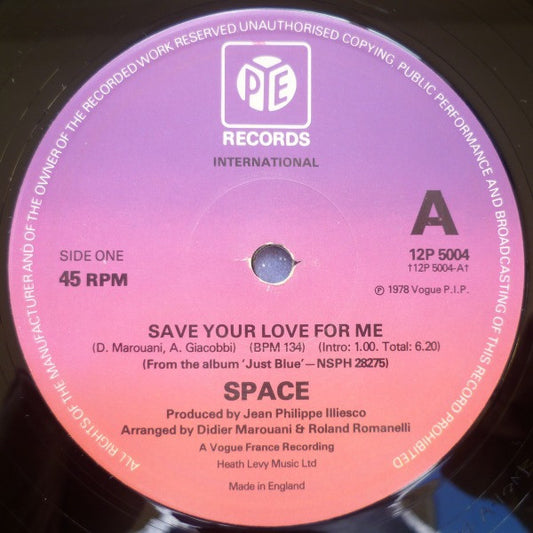 ALL RIGHTS OF THE MANUFACTURER AND OF THE OWNER OF THE RECORDED WORK RESERVED UNAUTHORISED COPYING, PUBLIC PERFORMANCE AND BROADCASTING OF THIS RECORD PROHIBITED
PYE
RECORDS
INTERNATIONAL
A
SIDE ONE
45 RPM
12P 5004
†12P 5004-A†
Ⓟ 1978 Vogue P.I.P.
SAVE YOUR LOVE FOR ME
(D. Marouani, A. Giacobbi) (BPM 134) (Intro: 1.00. Total: 6.20)
(From the album 'Just Blue'—NSPH 28275)
SPACE
Produced by Jean Philippe Illiesco
Arranged by Didier Marouani & Roland Romanelli
A Vogue France Recording
Heath Levy Music Ltd
Made in England